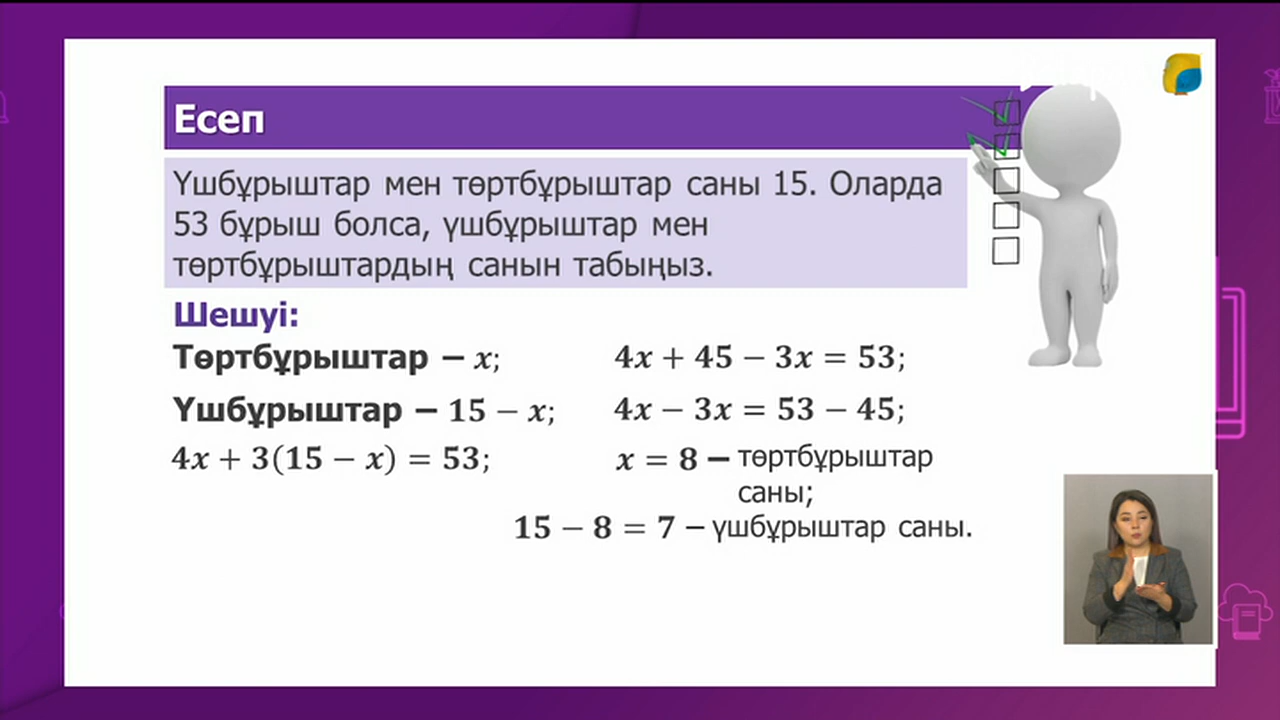 Есеп
Үшбұрыштар мен төртбұрыштар саны 15. Оларда
53 бұрыш болса, үшбұрыштар мен
төртбұрыштардың санын табыңыз.
Шешуі:
Төртбұрыштар – x;
Үшбұрыштар – 15 − x;
4x + 3(15 − x) = 53;
4x + 45 − 3x = 53;
4x − 3x = 53 − 45;
x = 8 – төртбұрыштар
саны;
15 − 8 = 7 – үшбұрыштар саны.